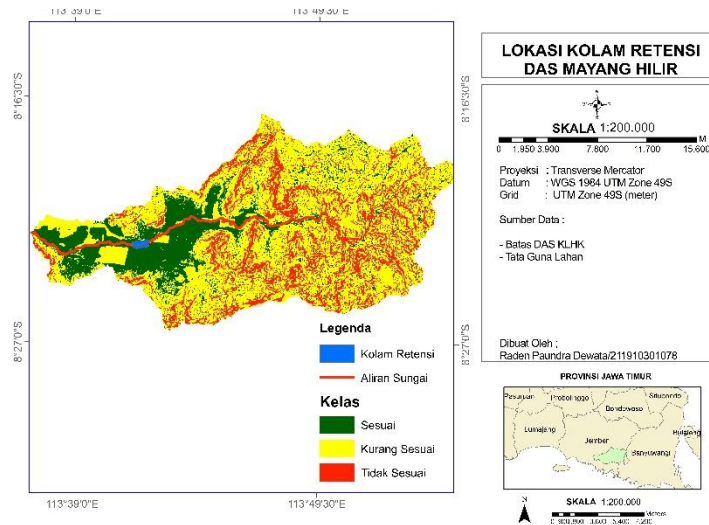 113°39'0"E 113°49'30"E
8°16'30"S 8°16'30"S
8°27'0"S 8°27'0"S
Legenda
Kolam Retensi
Aliran Sungai
Kelas
Sesuai
Kurang Sesuai
Tidak Sesuai
113°39'0"E 113°49'30"E
LOKASI KOLAM RETENSI
DAS MAYANG HILIR
SKALA 1:200.000
M
0 1.950 3.900 7.800 11.700 15.600
Proyeksi : Transverse Mercator
Datum : WGS 1984 UTM Zone 49S
Grid : UTM Zone 49S (meter)
Sumber Data :
- Batas DAS KLHK
- Tata Guna Lahan
Dibuat Oleh ;
Raden Paundra Dewata/211910301078
PROVINSI JAWA TIMUR
Pasuruan Probolinggo Situbondo
Bondowoso
Lumajang Jember Buleleng
Banyuwangi
N
SKALA 1:200.000
Meters